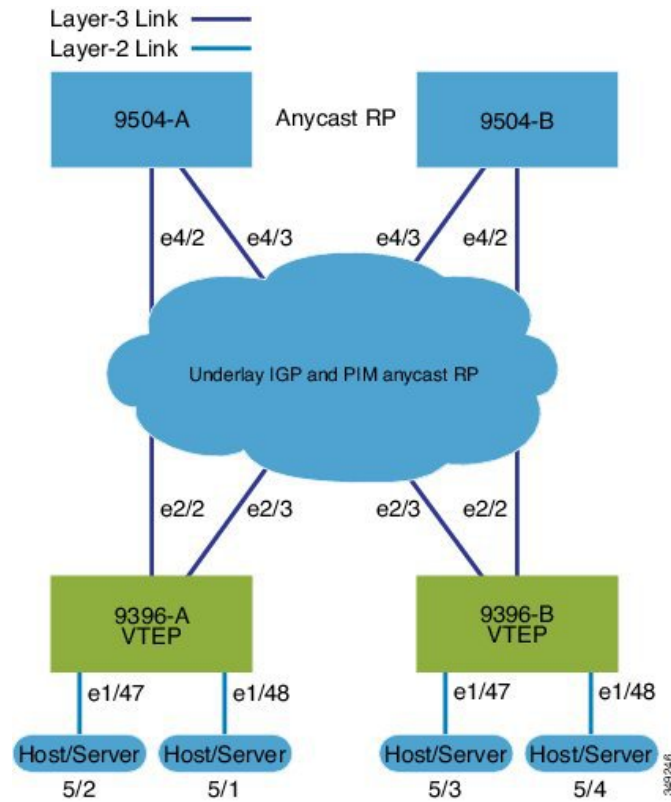 Layer-3 Link
Layer-2 Link
9504-A
Anycast RP
9504-B
e4/2
e4/3
e4/3
e4/2
Underlay IGP and PIM anycast RP
e2/2
e2/3
e2/3
e2/2
9396-A
VTEP
9396-B
VTEP
e1/47
e1/48
e1/47
e1/48
Host/Server
Host/Server
Host/Server
Host/Server
5/2
5/1
5/3
5/4
349246